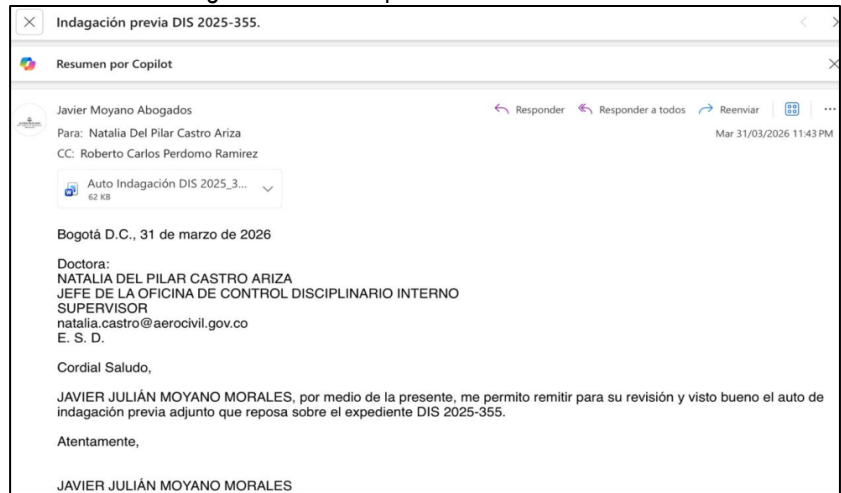 Indagación previa DIS 2025-355.
Resumen por Copilot
Javier Moyano Abogados
Responder
Responder a todos
Reenviar
Para: Natalia Del Pilar Castro Ariza
Mar 31/03/2026 11:43 PM
CC: Roberto Carlos Perdomo Ramirez
Auto Indagación DIS 2025_3...
62 KB
Bogotá D.C., 31 de marzo de 2026
Doctora:
NATALIA DEL PILAR CASTRO ARIZA
JEFE DE LA OFICINA DE CONTROL DISCIPLINARIO INTERNO
SUPERVISOR
natalia.castro@aerocivil.gov.co
E. S. D.
Cordial Saludo,
JAVIER JULIÁN MOYANO MORALES, por medio de la presente, me permito remitir para su revisión y visto bueno el auto de
indagación previa adjunto que reposa sobre el expediente DIS 2025-355.
Atentamente,
JAVIER JULIÁN MOYANO MORALES